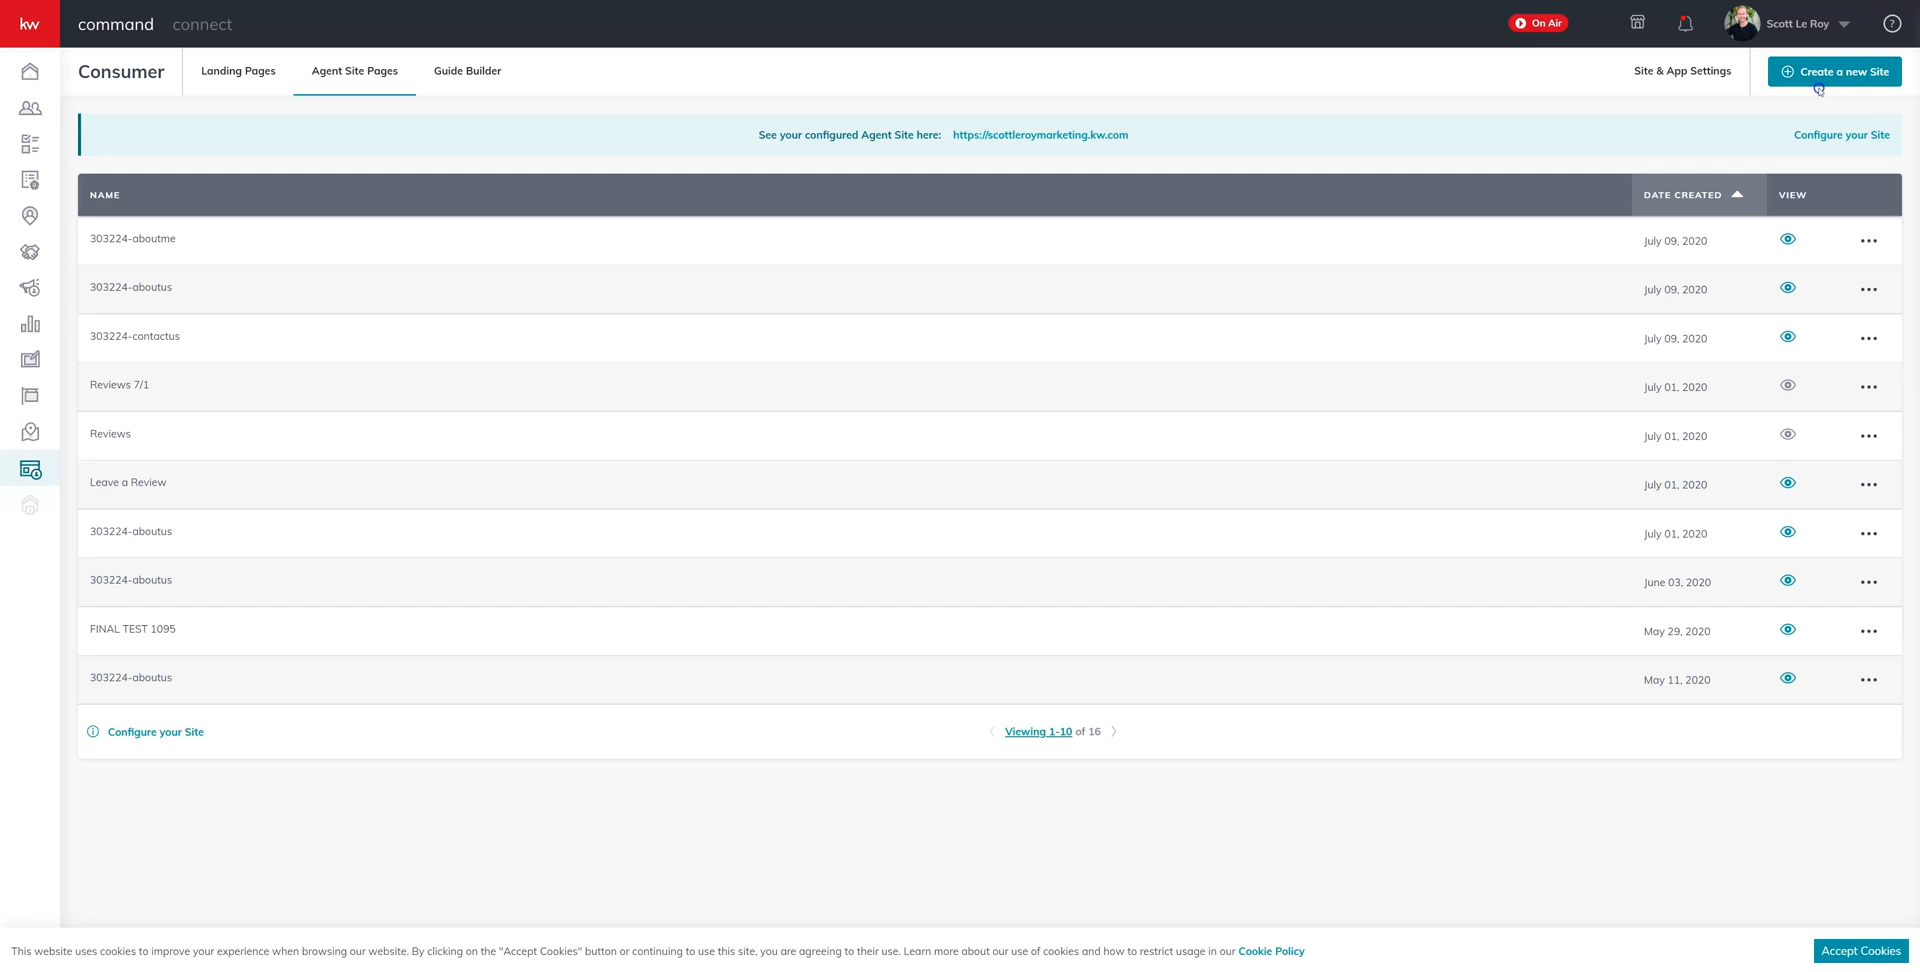 kw command connect On Air Scott Le Roy ?
Consumer Landing Pages Agent Site Pages Guide Builder Site & App Settings Create a new Site
See your configured Agent Site here: https://scottleroymarketing.kw.com Configure your Site
NAME DATE CREATED VIEW
303224-aboutme July 09, 2020
303224-aboutus July 09, 2020
303224-contactus July 09, 2020
Reviews 7/1 July 01, 2020
Reviews July 01, 2020
Leave a Review July 01, 2020
303224-aboutus July 01, 2020
303224-aboutus June 03, 2020
FINAL TEST 1095 May 29, 2020
303224-aboutus May 11, 2020
Configure your Site Viewing 1-10 of 16
This website uses cookies to improve your experience when browsing our website. By clicking on the "Accept Cookies" button or continuing to use this site, you are agreeing to their use. Learn more about our use of cookies and how to restrict usage in our Cookie Policy Accept Cookies